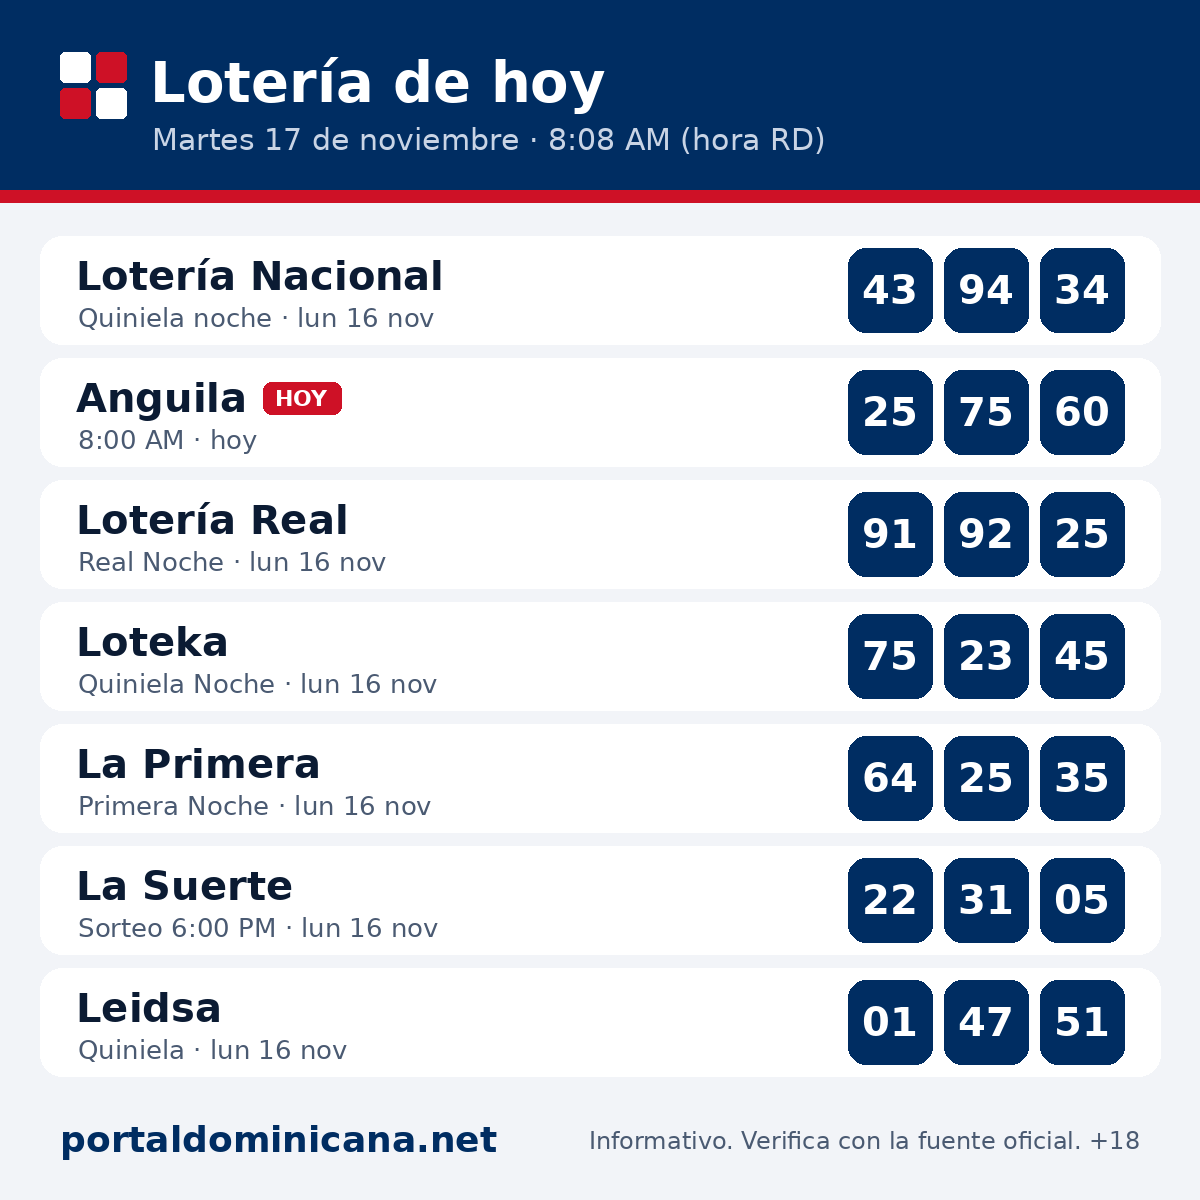 Lotería de hoy
Martes 17 de noviembre · 8:08 AM (hora RD)
Lotería Nacional
Quiniela noche · lun 16 nov
43 94 34
Anguila HOY
8:00 AM · hoy
25 75 60
Lotería Real
Real Noche · lun 16 nov
91 92 25
Loteka
Quiniela Noche · lun 16 nov
75 23 45
La Primera
Primera Noche · lun 16 nov
64 25 35
La Suerte
Sorteo 6:00 PM · lun 16 nov
22 31 05
Leidsa
Quiniela · lun 16 nov
01 47 51
portaldominicana.net
Informativo. Verifica con la fuente oficial. +18